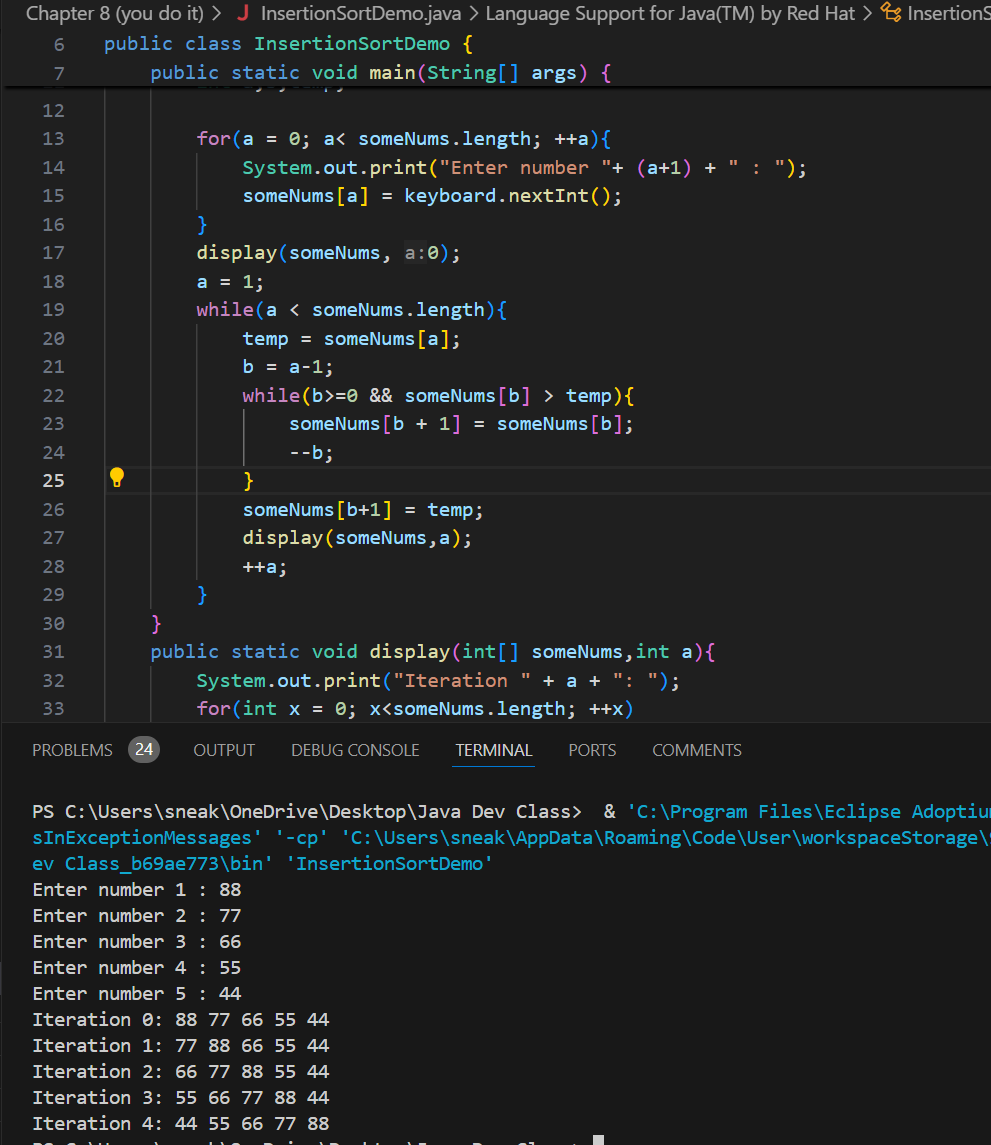 Chapter 8 (you do it) > J InsertionSortDemo.java > Language Support for Java(TM) by Red Hat > InsertionS
6 public class InsertionSortDemo {
7 public static void main(String[] args) {
12
13 for(a = 0; a< someNums.length; ++a){
14 System.out.print("Enter number "+ (a+1) + " : ");
15 someNums[a] = keyboard.nextInt();
16 }
17 display(someNums, a:0);
18 a = 1;
19 while(a < someNums.length){
20 temp = someNums[a];
21 b = a-1;
22 while(b>=0 && someNums[b] > temp){
23 someNums[b + 1] = someNums[b];
24 --b;
25 }
26 someNums[b+1] = temp;
27 display(someNums,a);
28 ++a;
29 }
30 }
31 public static void display(int[] someNums,int a){
32 System.out.print("Iteration " + a + ": ");
33 for(int x = 0; x<someNums.length; ++x)
PROBLEMS 24 OUTPUT DEBUG CONSOLE TERMINAL PORTS COMMENTS
PS C:\Users\sneak\OneDrive\Desktop\Java Dev Class> & 'C:\Program Files\Eclipse Adoptiu
sInExceptionMessages' '-cp' 'C:\Users\sneak\AppData\Roaming\Code\User\workspaceStorage\
ev Class_b69ae773\bin' 'InsertionSortDemo'
Enter number 1 : 88
Enter number 2 : 77
Enter number 3 : 66
Enter number 4 : 55
Enter number 5 : 44
Iteration 0: 88 77 66 55 44
Iteration 1: 77 88 66 55 44
Iteration 2: 66 77 88 55 44
Iteration 3: 55 66 77 88 44
Iteration 4: 44 55 66 77 88